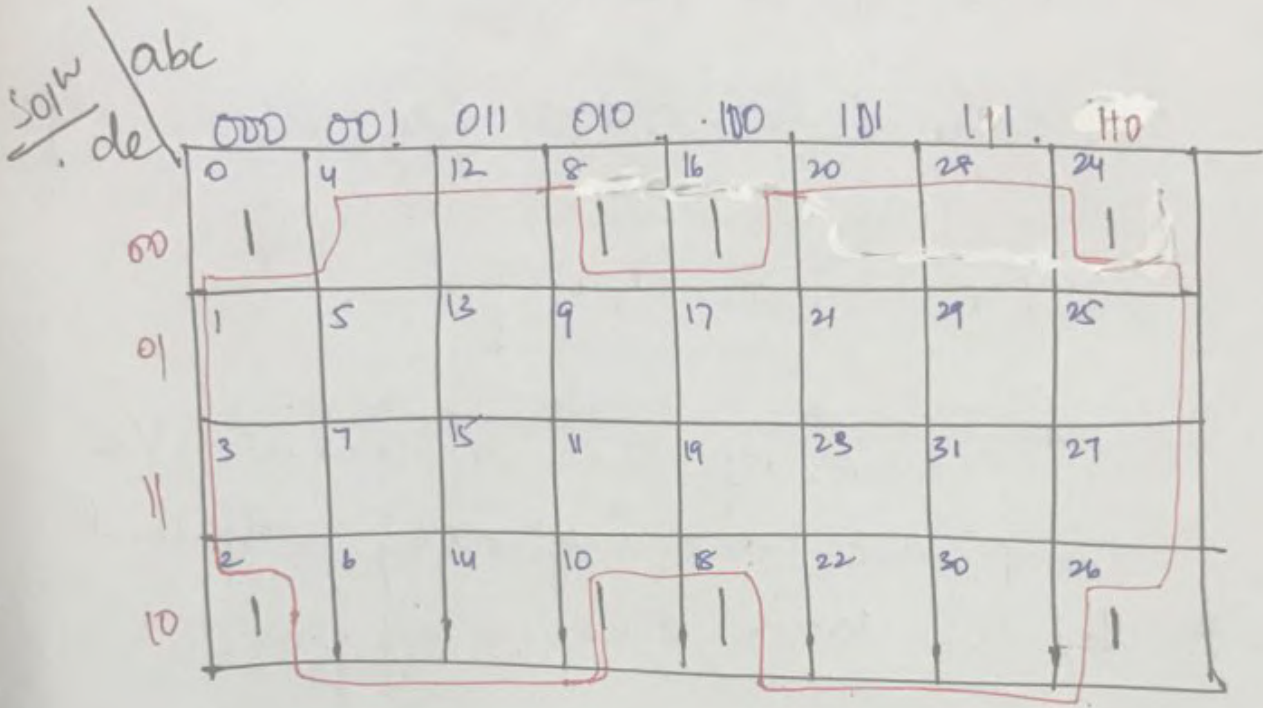 Solw abc
de
000 001 011 010 100 101 111 110
0 4 12 8 16 20 28 24
00 1 1 1 1
1 5 13 9 17 21 29 25
01
3 7 15 11 19 23 31 27
11
2 6 14 10 18 22 30 26
10 1 1 1 1